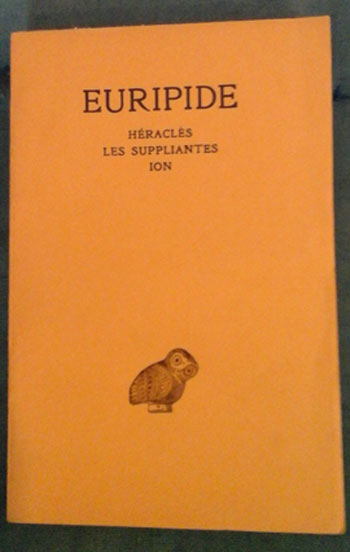 EURIPIDE
HÉRACLÈS
LES SUPPLIANTES
ION